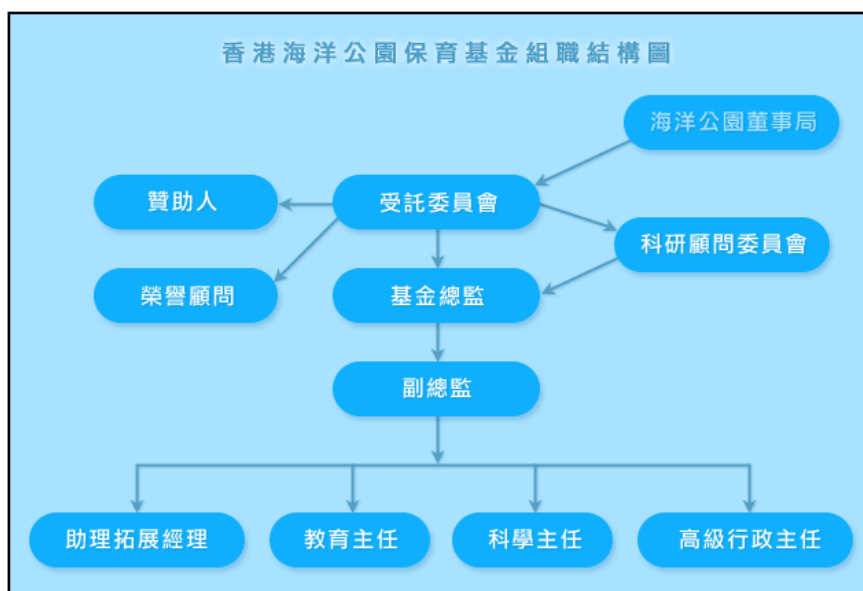 香港海洋公園保育基金組職結構圖
海洋公園董事局
贊助人
受託委員會
科研顧問委員會
榮譽顧問
基金總監
副總監
助理拓展經理
教育主任
科學主任
高級行政主任